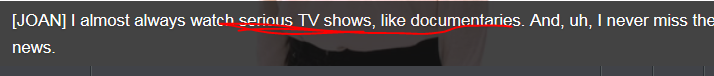 [JOAN] I almost always watch serious TV shows, like documentaries. And, uh, I never miss the
news.